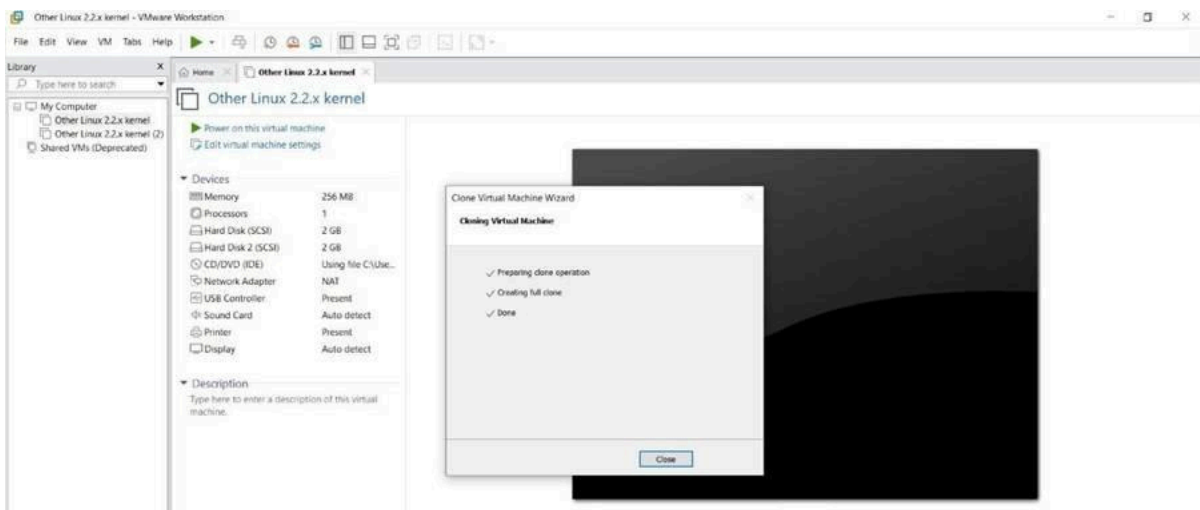 Other Linux 2.2.x kernel - VMware Workstation
File Edit View VM Tabs Help
Library
Type here to search
My Computer
Other Linux 2.2.x kernel
Other Linux 2.2.x kernel (2)
Shared VMs (Deprecated)
Home
Other Linux 2.2.x kernel
Other Linux 2.2.x kernel
Power on this virtual machine
Edit virtual machine settings
Devices
Memory 256 MB
Processors 1
Hard Disk (SCSI) 2 GB
Hard Disk 2 (SCSI) 2 GB
CD/DVD (IDE) Using file C:\Use...
Network Adapter NAT
USB Controller Present
Sound Card Auto detect
Printer Present
Display Auto detect
Description
Type here to enter a description of this virtual
machine.
Clone Virtual Machine Wizard
Cloning Virtual Machine
Preparing clone operation
Creating full clone
Done
Close